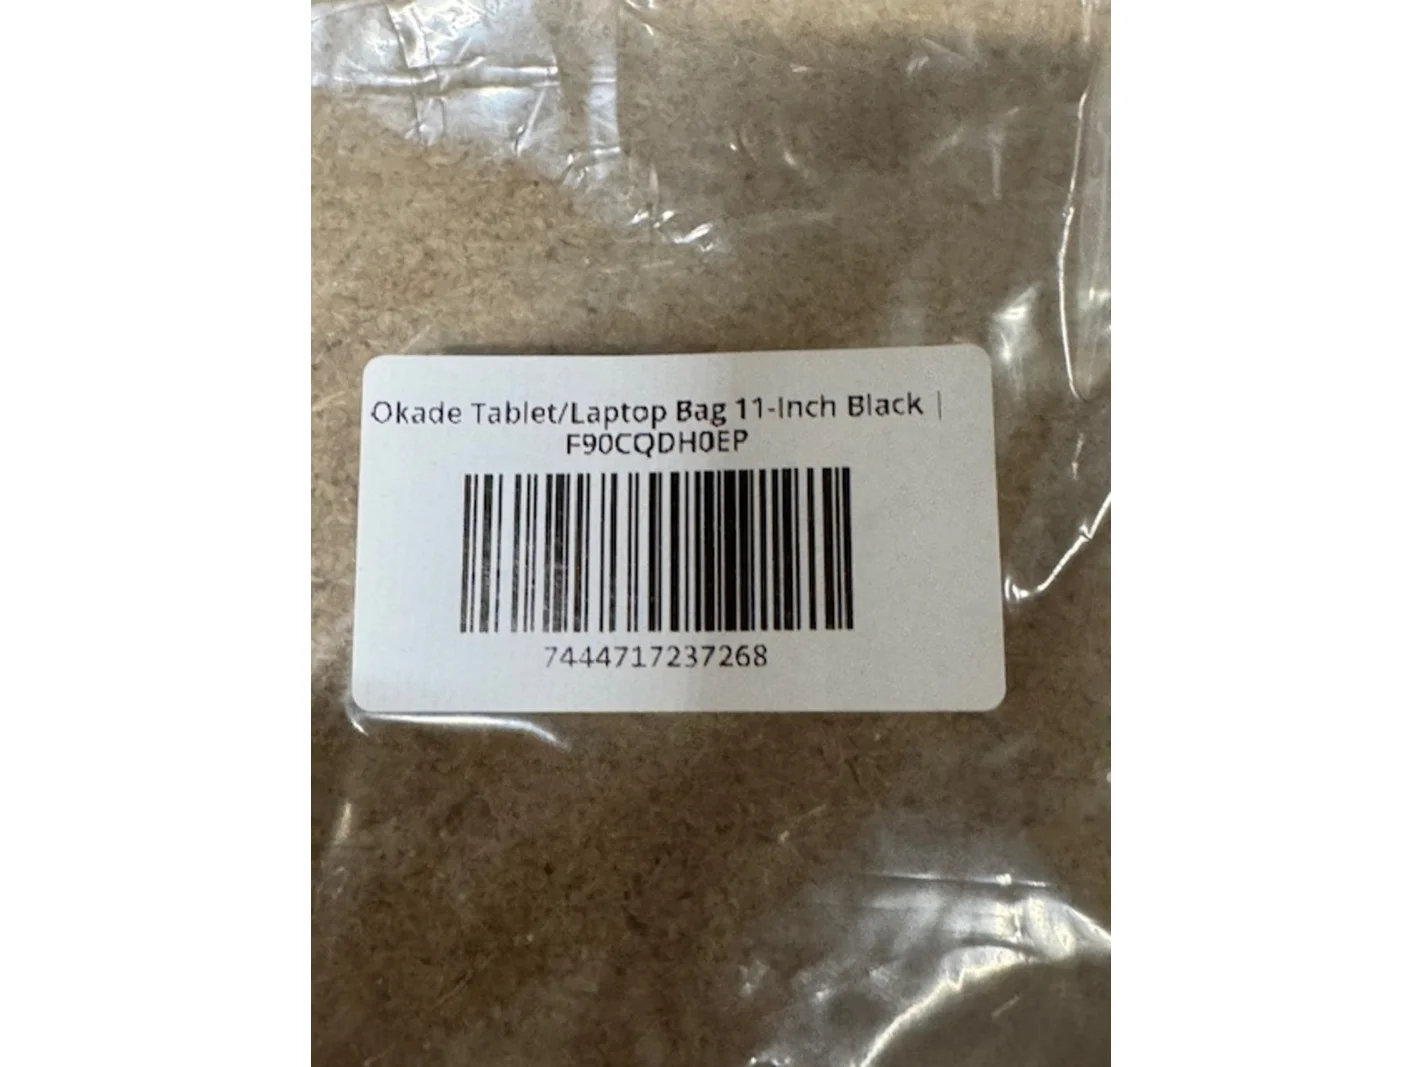 Okade Tablet/Laptop Bag 11-Inch Black |
F90CQDH0EP
7444717237268